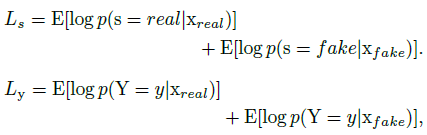 L_s = E[log p(s = real|x_real)]
+ E[log p(s = fake|x_fake)].
L_y = E[log p(Y = y|x_real)]
+ E[log p(Y = y|x_fake)],